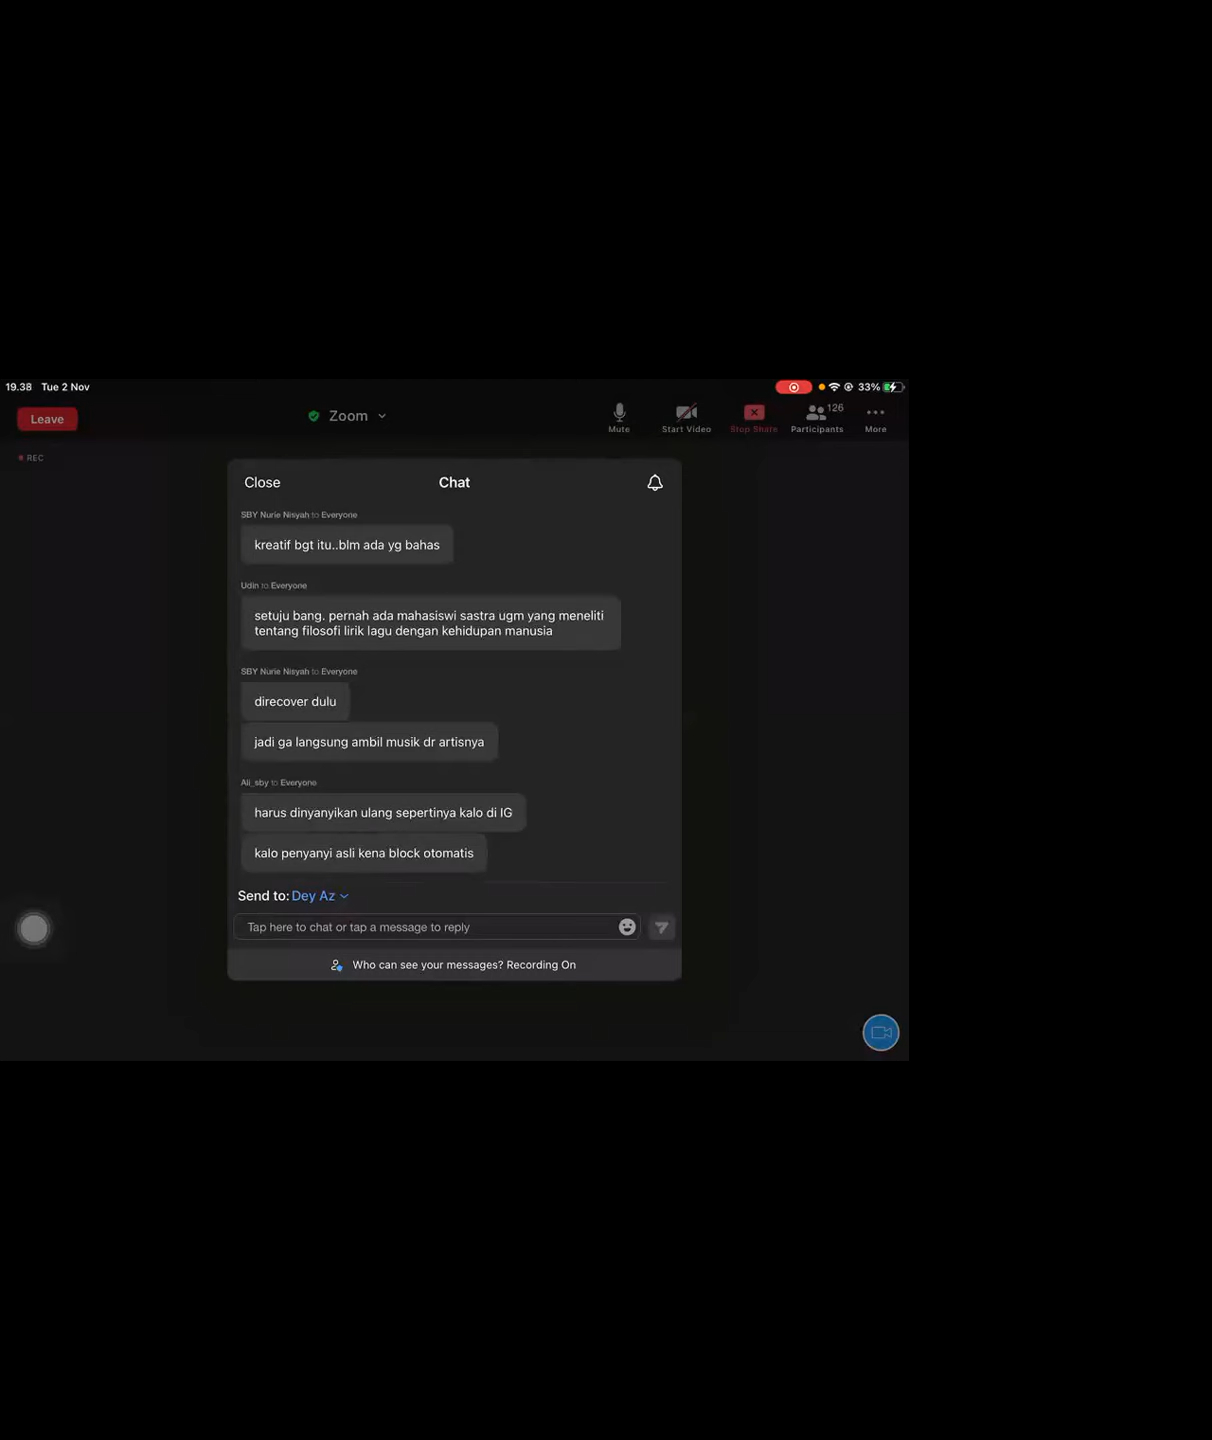 19.38 Tue 2 Nov
33%
Leave
Zoom
Mute
Start Video
Stop Share
Participants
126
More
REC
Close
Chat
SBY Nurie Nisyah to Everyone
kreatif bgt itu..blm ada yg bahas
Udin to Everyone
setuju bang. pernah ada mahasiswi sastra ugm yang meneliti
tentang filosofi lirik lagu dengan kehidupan manusia
SBY Nurie Nisyah to Everyone
direcover dulu
jadi ga langsung ambil musik dr artisnya
Ali_sby to Everyone
harus dinyanyikan ulang sepertinya kalo di IG
kalo penyanyi asli kena block otomatis
Send to: Dey Az
Tap here to chat or tap a message to reply
Who can see your messages? Recording On